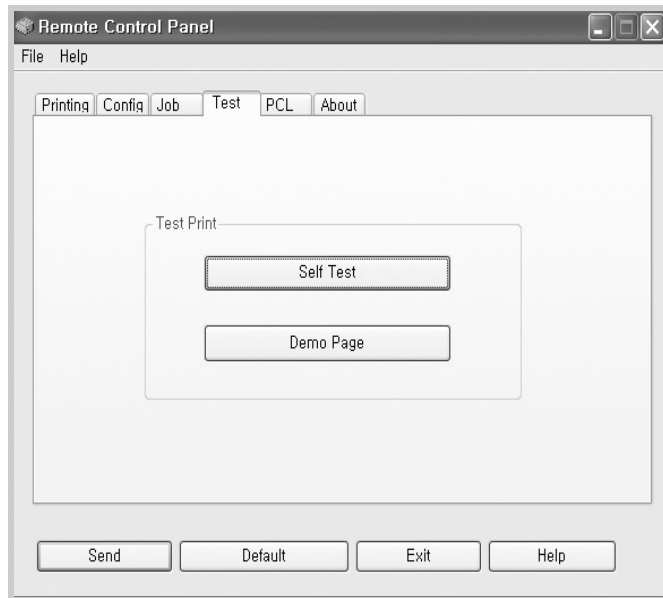 Remote Control Panel
File Help
Printing Config Job Test PCL About
Test Print
Self Test
Demo Page
Send Default Exit Help